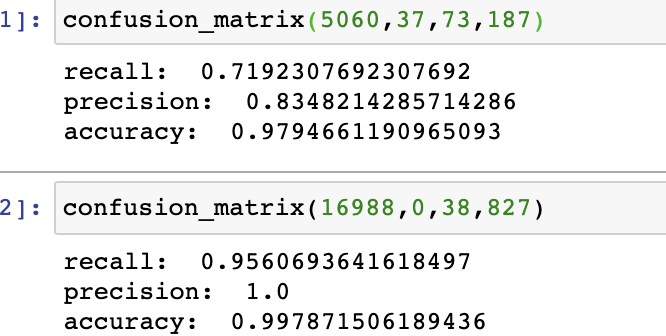 1]: confusion_matrix(5060,37,73,187)
recall:  0.7192307692307692
precision:  0.8348214285714286
accuracy:  0.9794661190965093
2]: confusion_matrix(16988,0,38,827)
recall:  0.9560693641618497
precision:  1.0
accuracy:  0.997871506189436